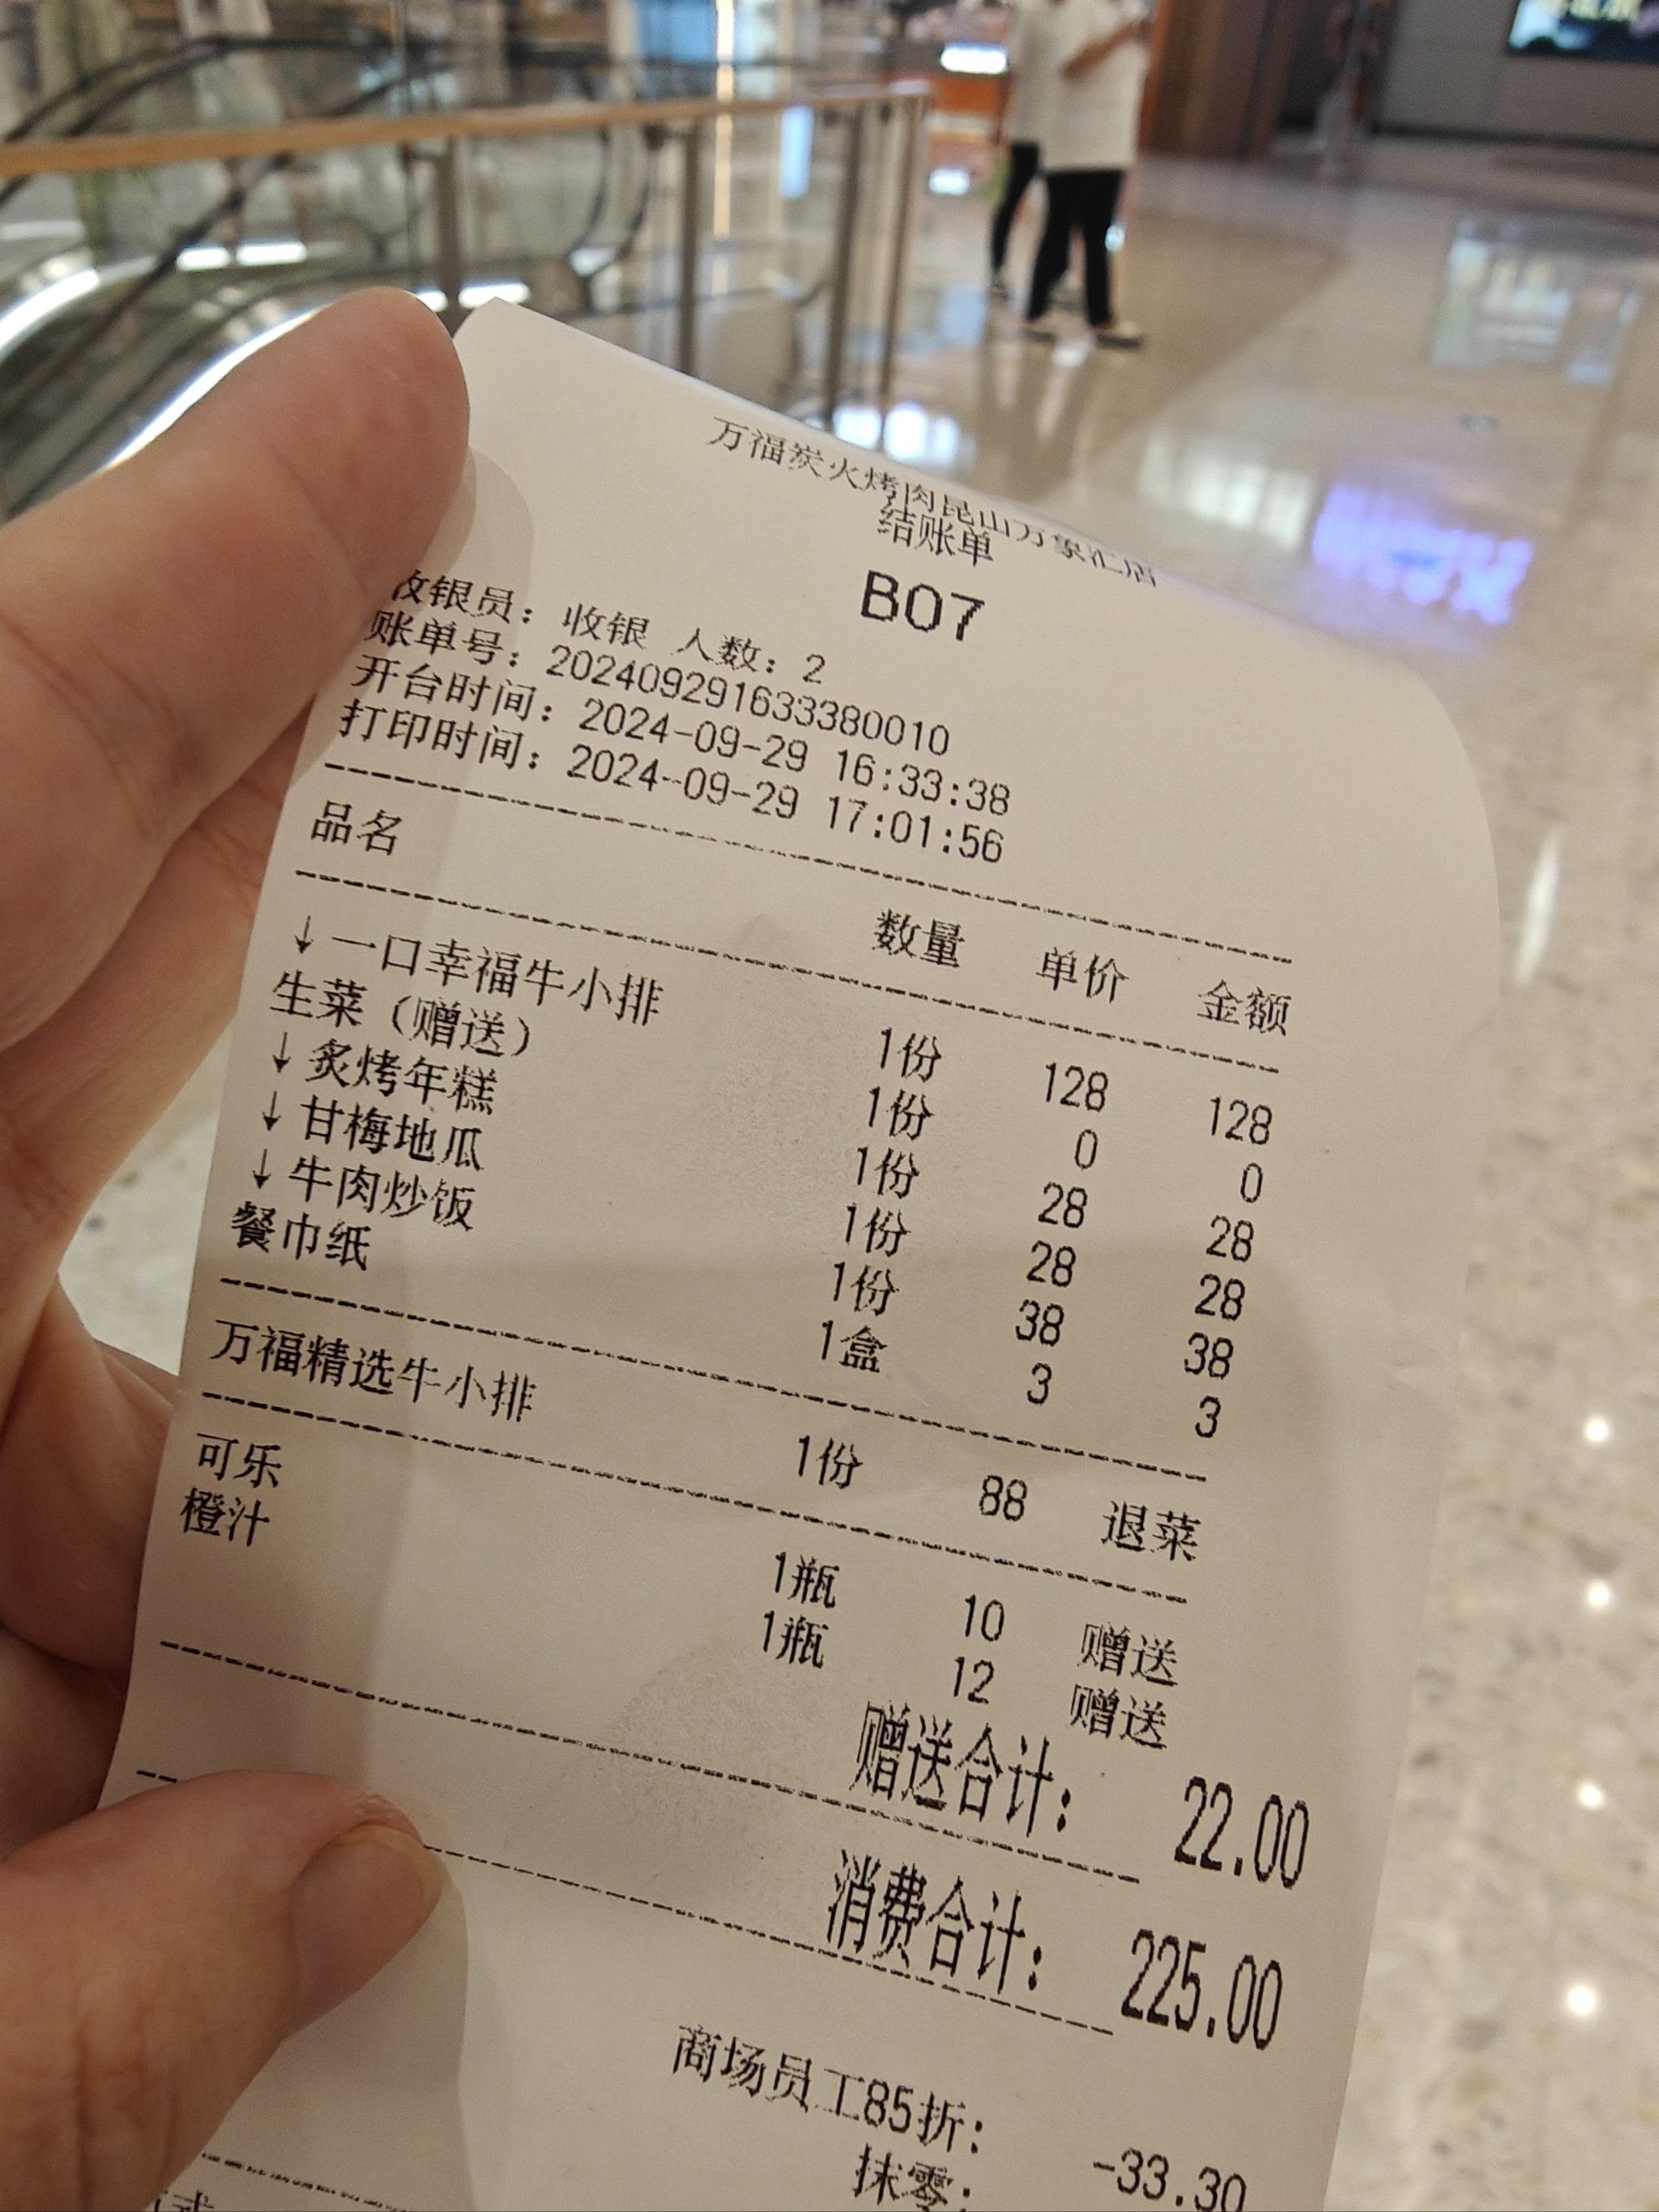 万福炭火烤肉昆山万象汇店
结账单
B07
收银员：收银 人数：2
账单号：20240929163338​0010
开台时间：2024-09-29 16:33:38
打印时间：2024-09-29 17:01:56
品名 数量 单价 金额
↓一口幸福牛小排 1份 128 128
生菜（赠送） 1份 0 0
↓炙烤年糕 1份 28 28
↓甘梅地瓜 1份 28 28
↓牛肉炒饭 1份 38 38
餐巾纸 1盒 3 3
万福精选牛小排 1份 88 退菜
可乐 1瓶 10 赠送
橙汁 1瓶 12 赠送
赠送合计： 22.00
消费合计： 225.00
商场员工85折： -33.30
抹零：